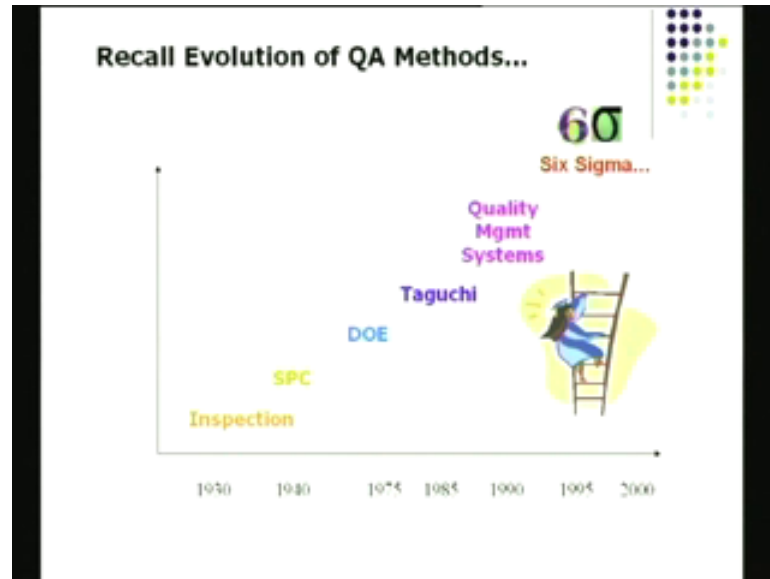 Recall Evolution of QA Methods...
6σ
Six Sigma...
Quality
Mgmt
Systems
Taguchi
DOE
SPC
Inspection
1930 1940 1975 1985 1990 1995 2000